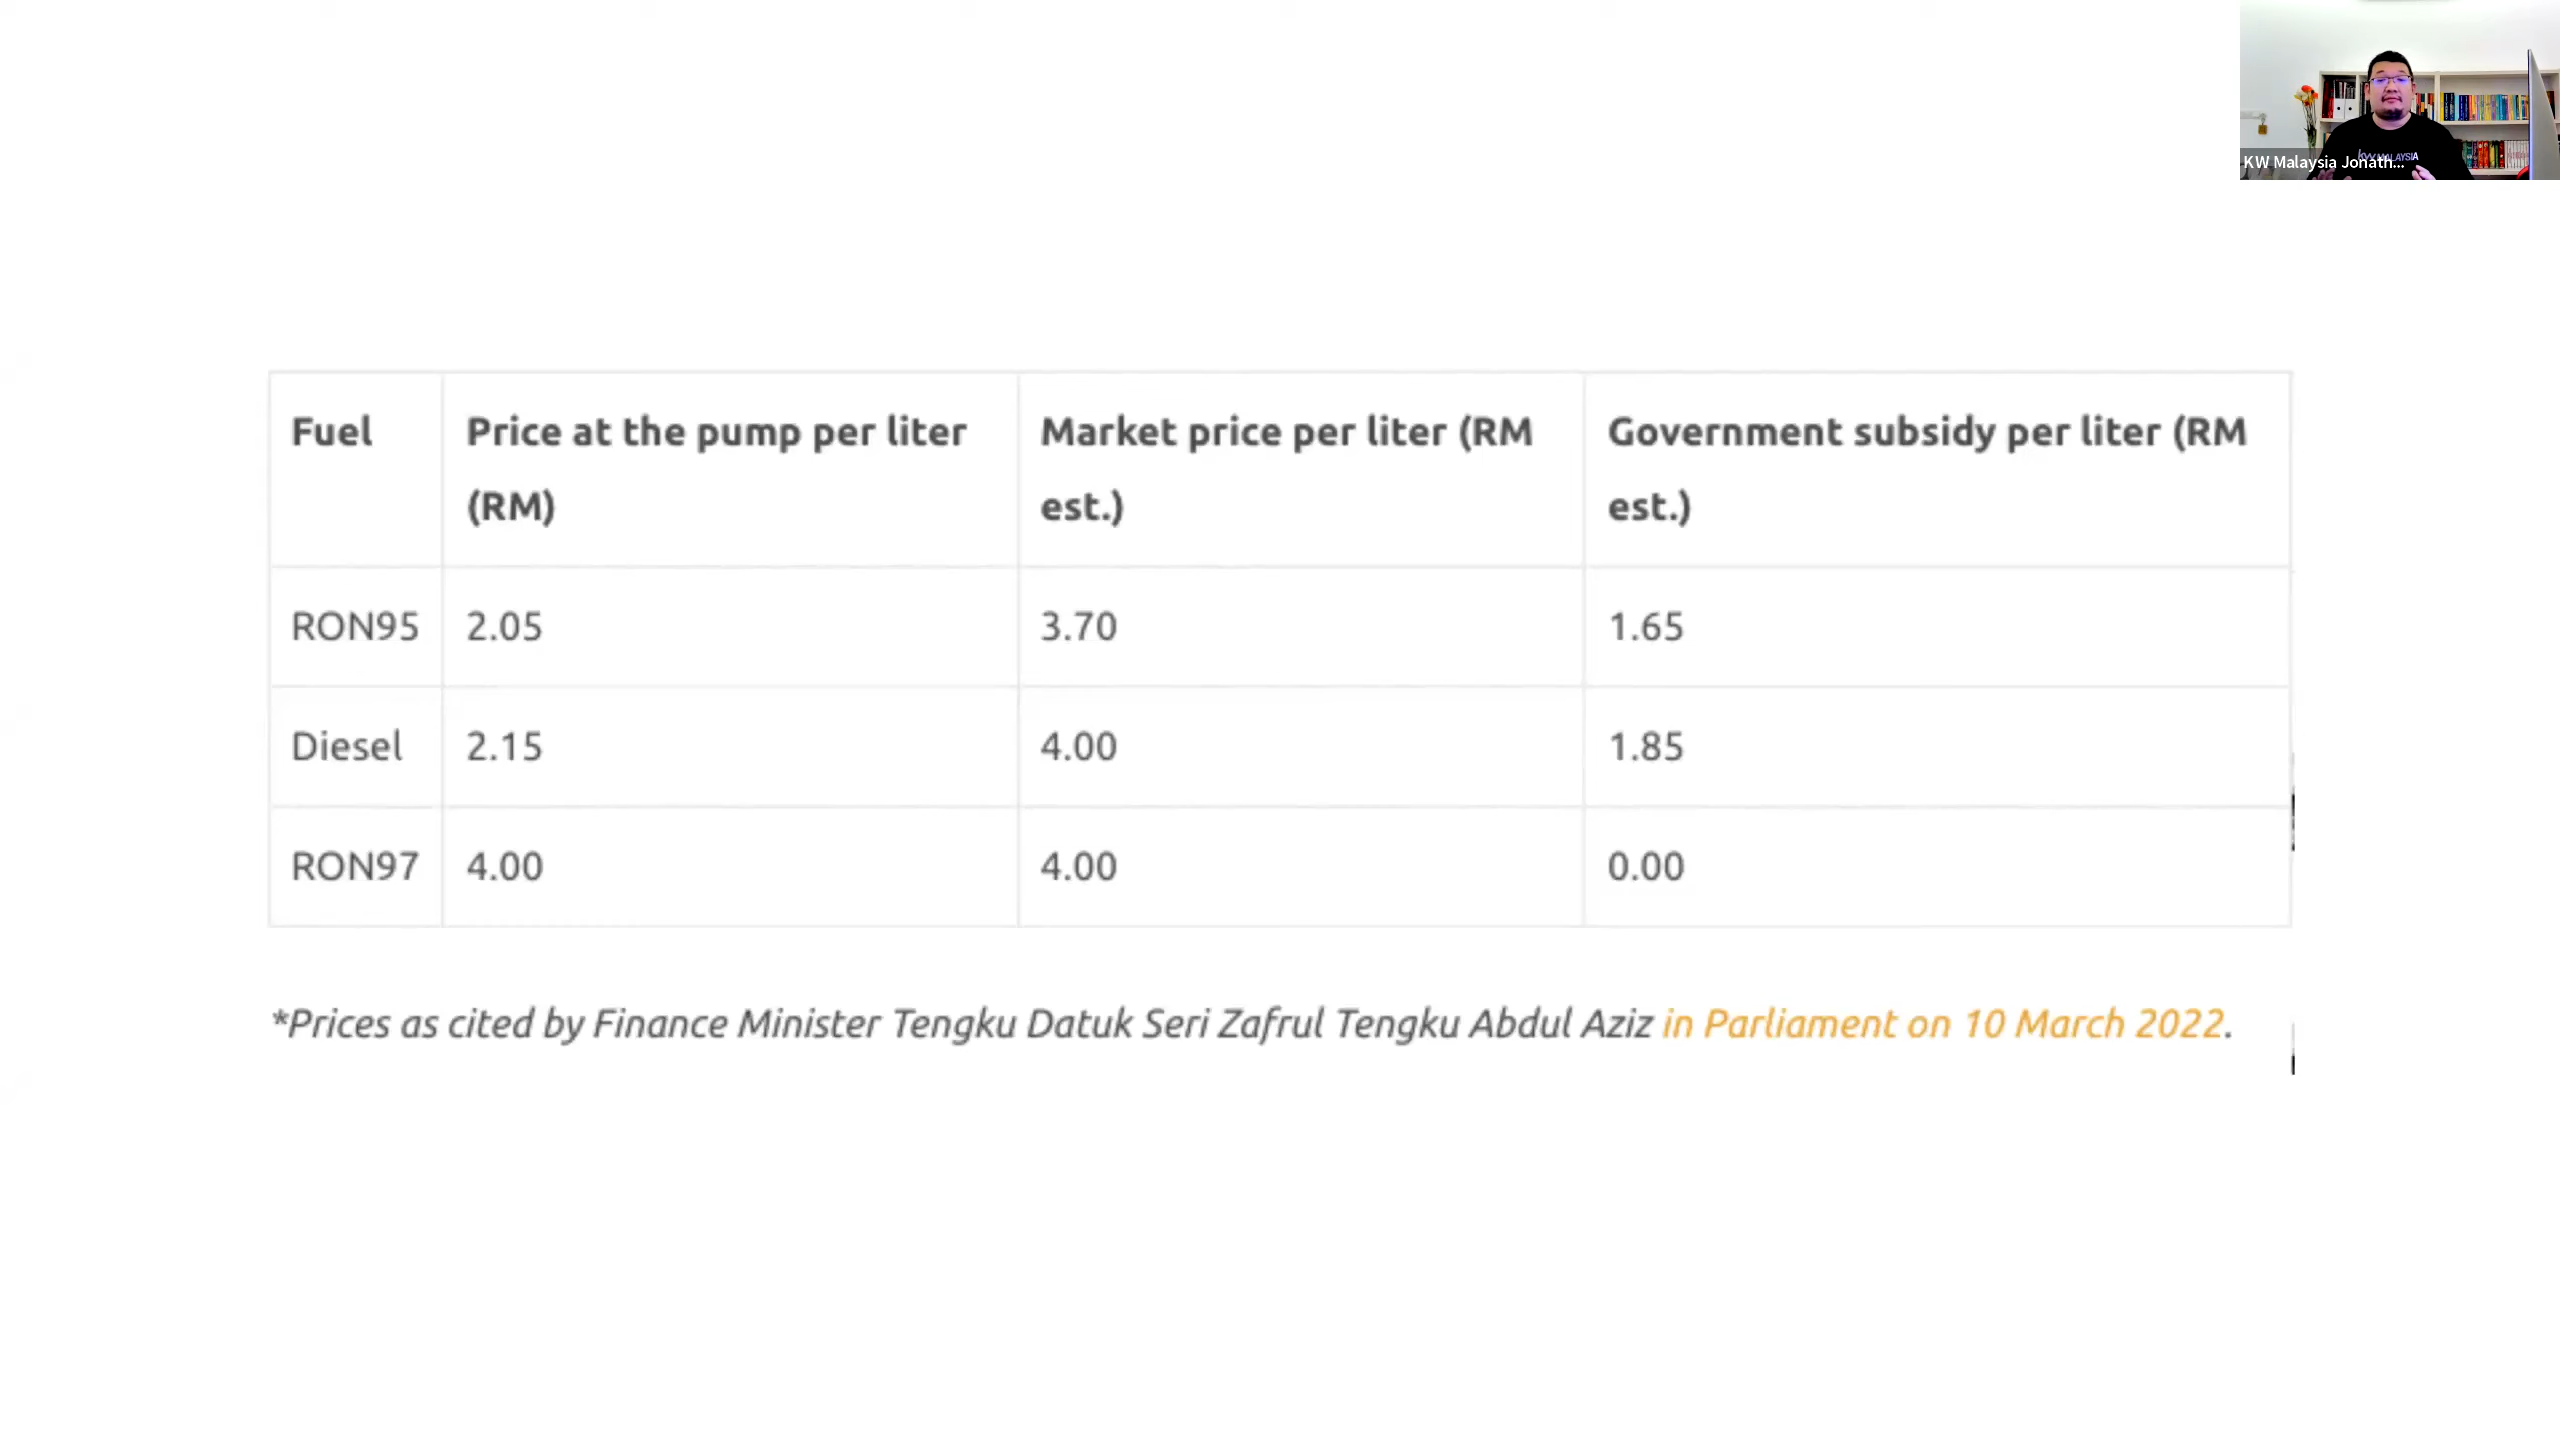 KW Malaysia Jonath...
Fuel
Price at the pump per liter
(RM)
Market price per liter (RM
est.)
Government subsidy per liter (RM
est.)
RON95
2.05
3.70
1.65
Diesel
2.15
4.00
1.85
RON97
4.00
4.00
0.00
*Prices as cited by Finance Minister Tengku Datuk Seri Zafrul Tengku Abdul Aziz in Parliament on 10 March 2022.